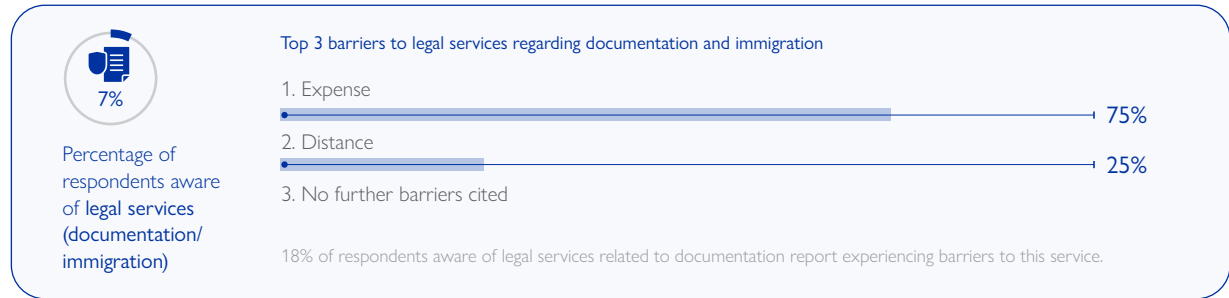 7%
Percentage of
respondents aware
of legal services
(documentation/
immigration)
Top 3 barriers to legal services regarding documentation and immigration
1. Expense
75%
2. Distance
25%
3. No further barriers cited
18% of respondents aware of legal services related to documentation report experiencing barriers to this service.